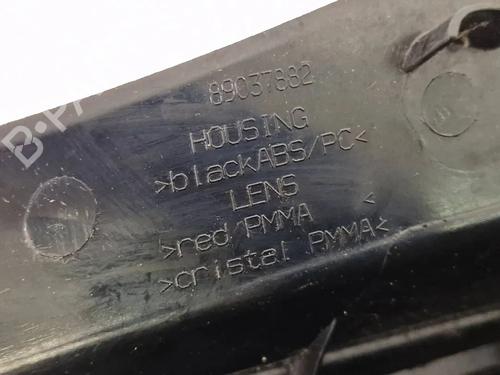 89037882
HOUSING
>blackABS/PC<
LENS
>red/PMMA <
>cristal PMMA<